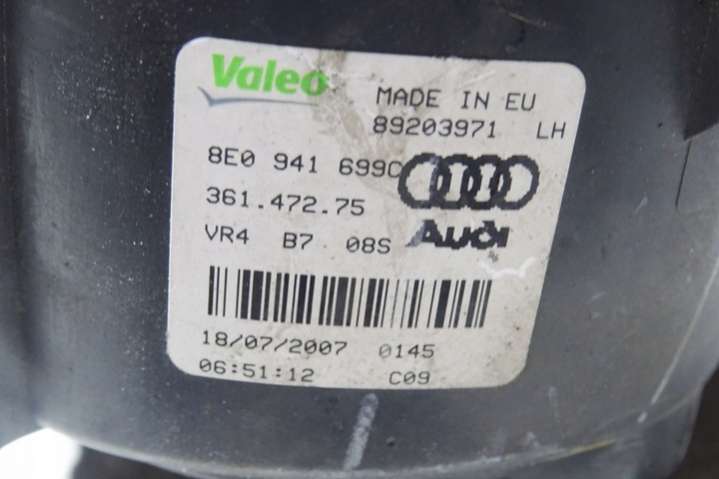 Valeo
MADE IN EU
89203971 LH
8E0 941 699C
361.472.75
VR4 B7 08S
Audi
18/07/2007 0145
06:51:12 C09